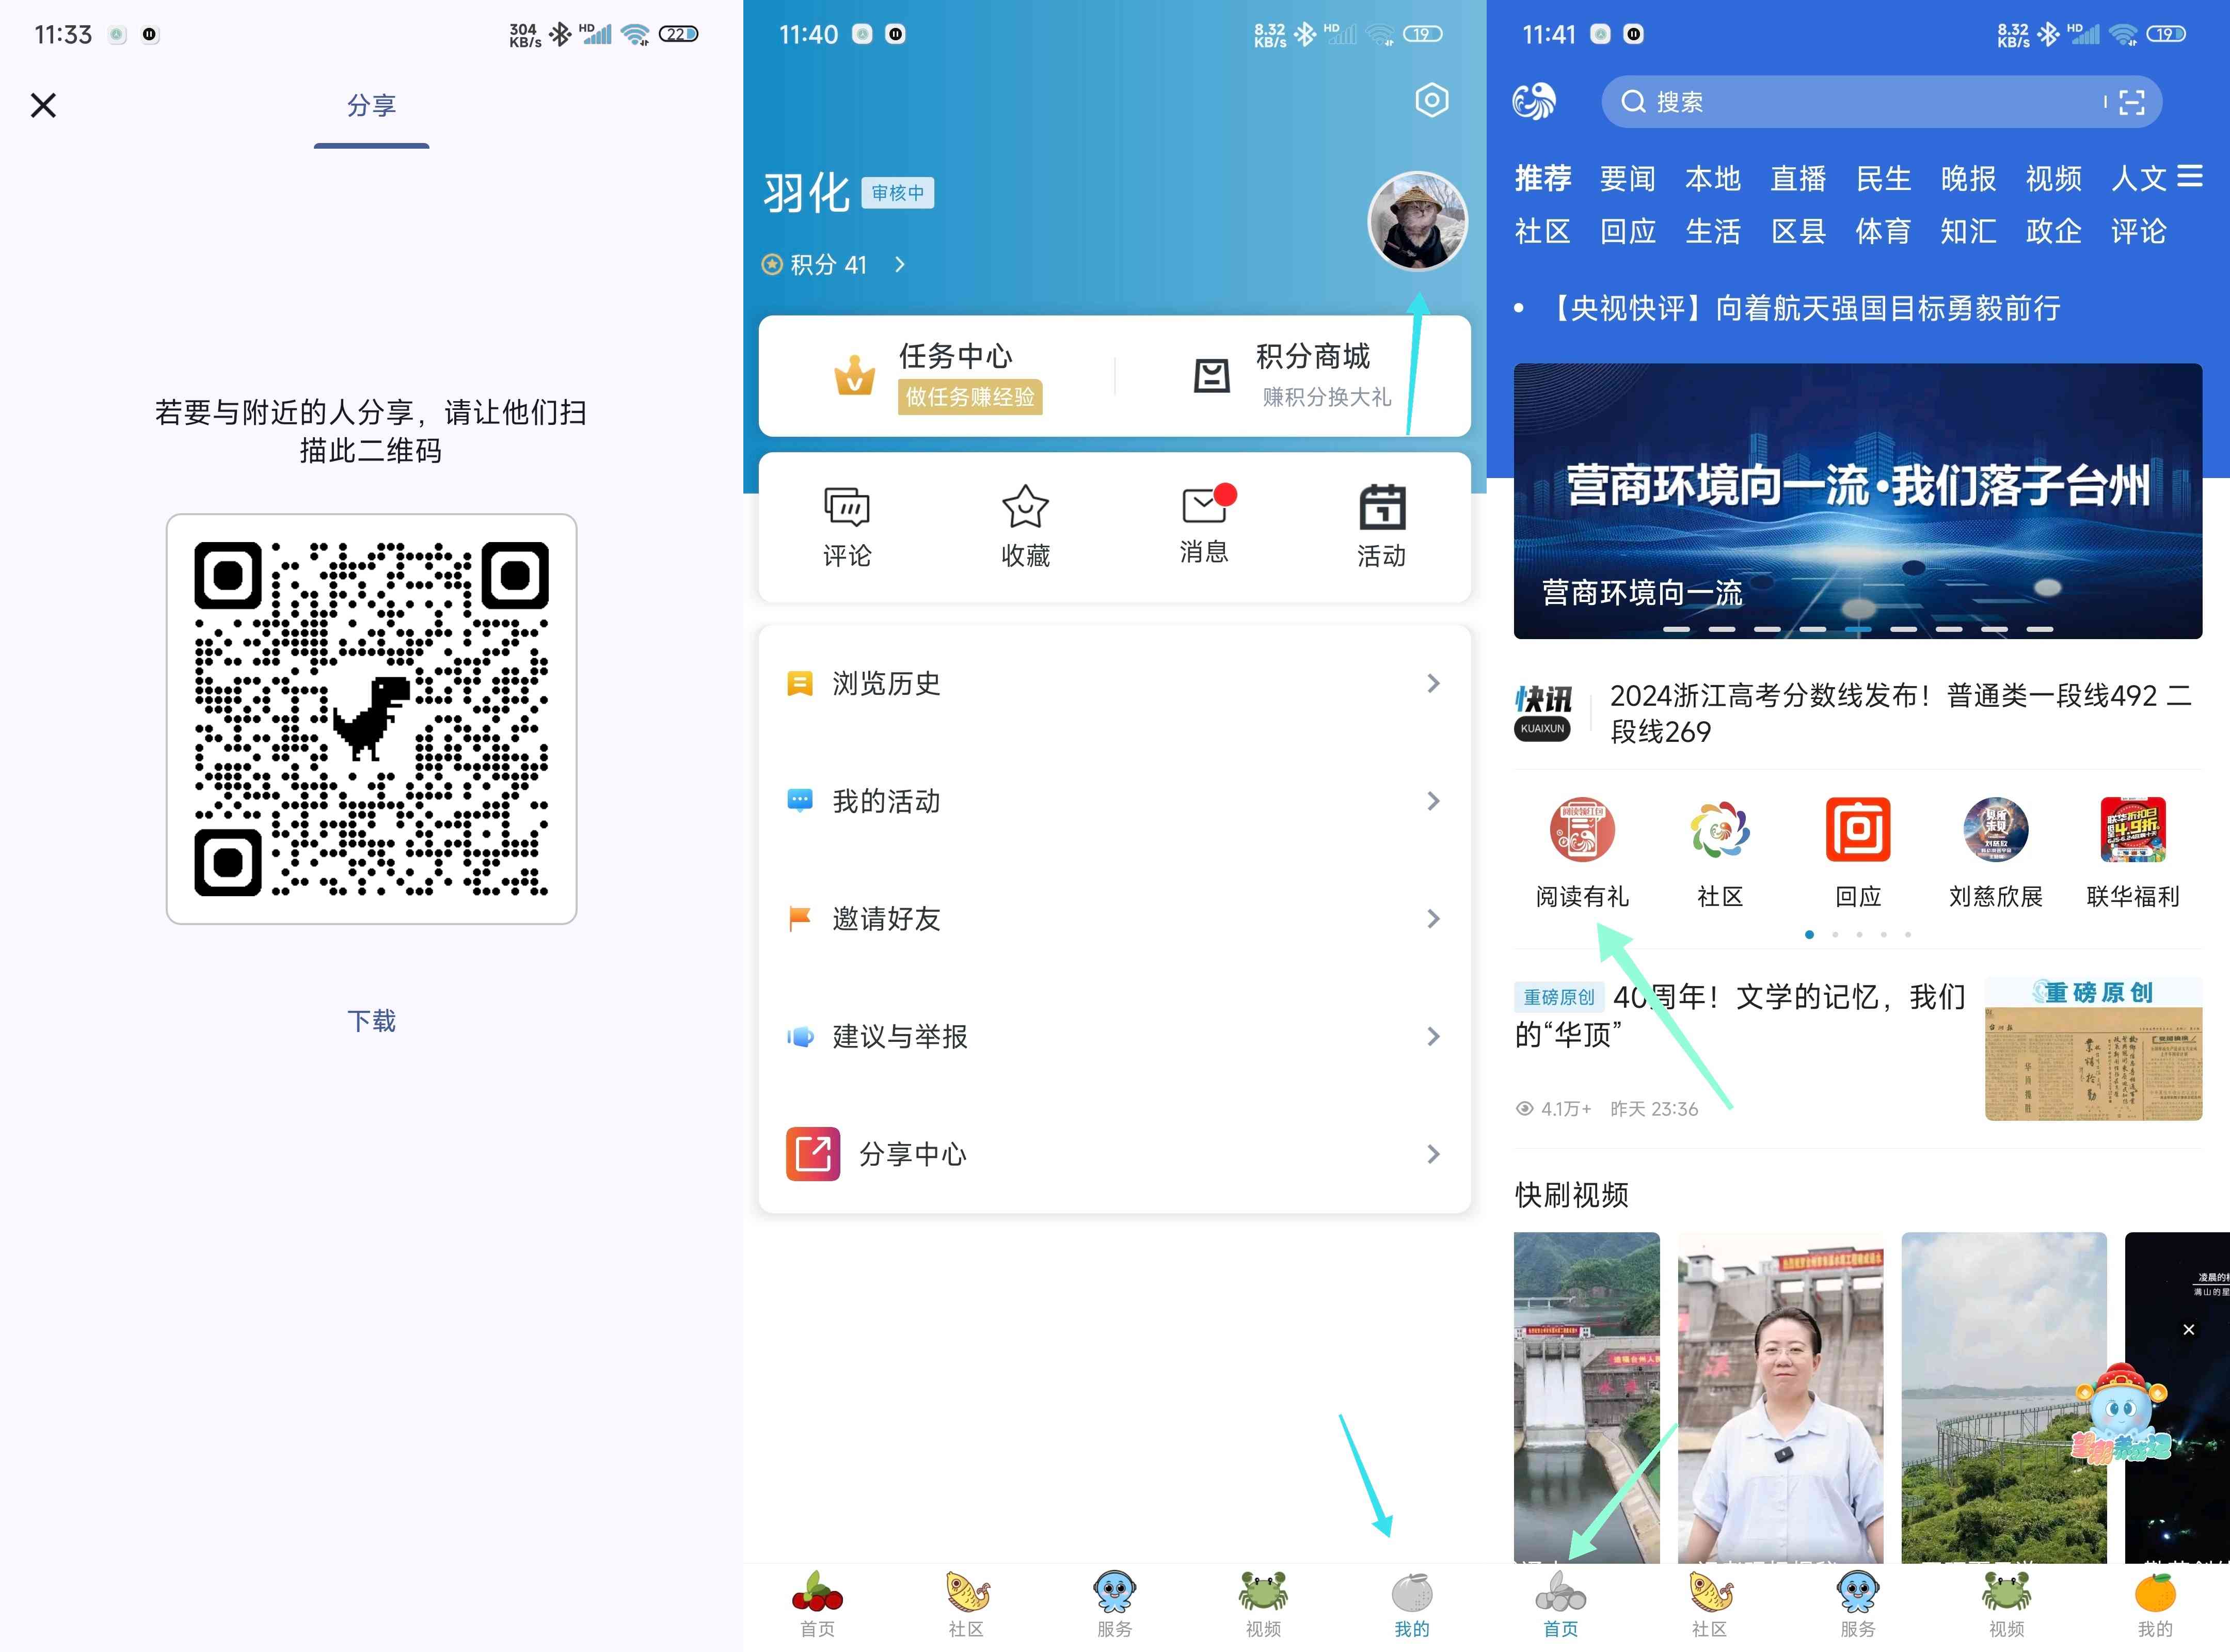 11:33
304 KB/s
HD
22
分享
若要与附近的人分享，请让他们扫
描此二维码
下载
11:40
8.32 KB/s
HD
19
羽化 审核中
积分 41
任务中心
做任务赚经验
积分商城
赚积分换大礼
评论
收藏
消息
活动
浏览历史
我的活动
邀请好友
建议与举报
分享中心
首页
社区
服务
视频
我的
11:41
8.32 KB/s
HD
19
搜索
推荐 要闻 本地 直播 民生 晚报 视频 人文
社区 回应 生活 区县 体育 知汇 政企 评论
【央视快评】向着航天强国目标勇毅前行
营商环境向一流·我们落子台州
营商环境向一流
快讯
KUAIXUN
2024浙江高考分数线发布！普通类一段线492 二
段线269
阅读有礼
社区
回应
刘慈欣展
联华福利
重磅原创 40周年！文学的记忆，我们
的“华顶”
4.1万+ 昨天 23:36
重磅原创
快刷视频
首页
社区
服务
视频
我的